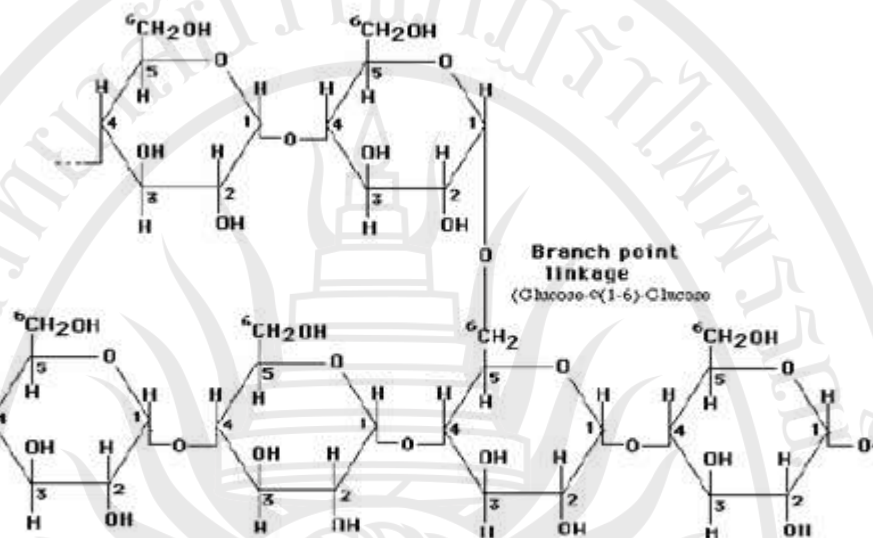 6CH2OH 6CH2OH
5 O 5 O
H H H H H H
4 1 4 1
O
OH H OH H
3 2 3 2
H OH H OH
O
Branch point
linkage
(Glucose-α(1-6)-Glucose
6CH2OH 6CH2OH 6CH2 6CH2OH
5 O 5 O 5 O 5 O
H H H H H H H H H H H
1 4 1 4 1 4 1
O O O O
OH H OH H OH H OH H
3 2 3 2 3 2 3 2
H OH H OH H OH H OH